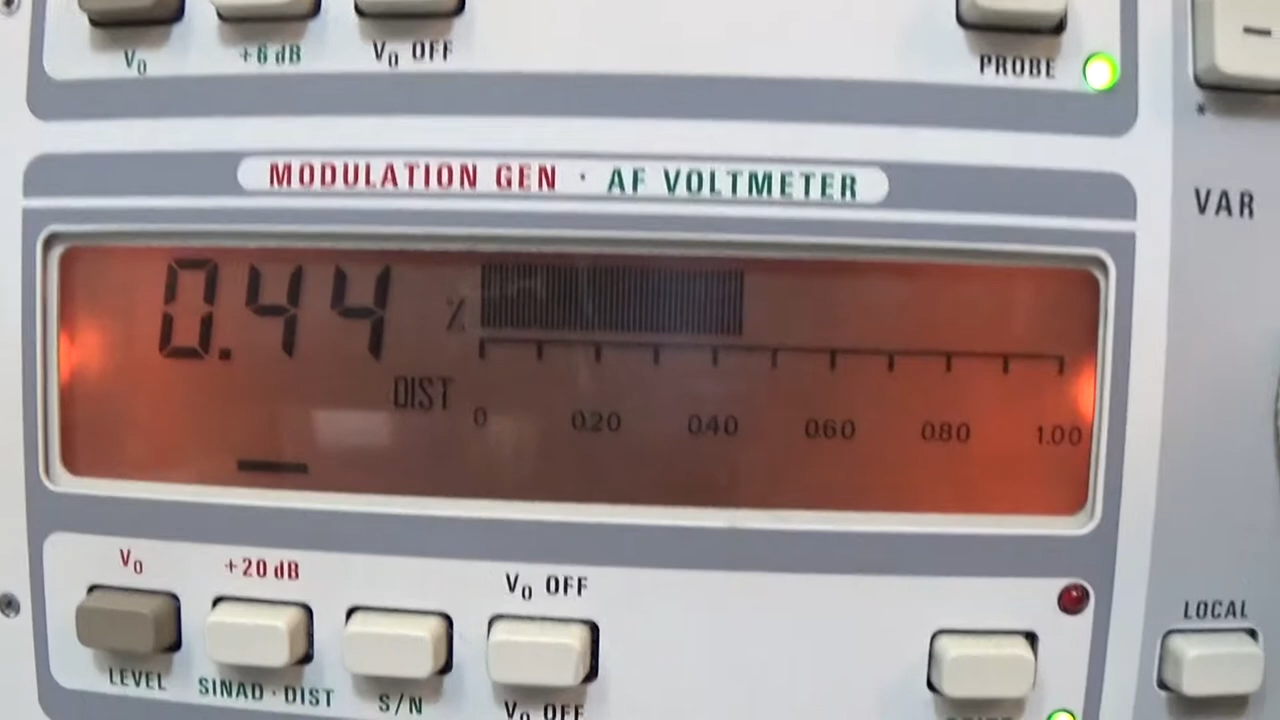 V0 +6 dB V0 OFF PROBE
MODULATION GEN · AF VOLTMETER
VAR
0.44 %
DIST
0 0.20 0.40 0.60 0.80 1.00
V0 +20 dB V0 OFF
LOCAL
LEVEL SINAD · DIST S/N V0 OFF